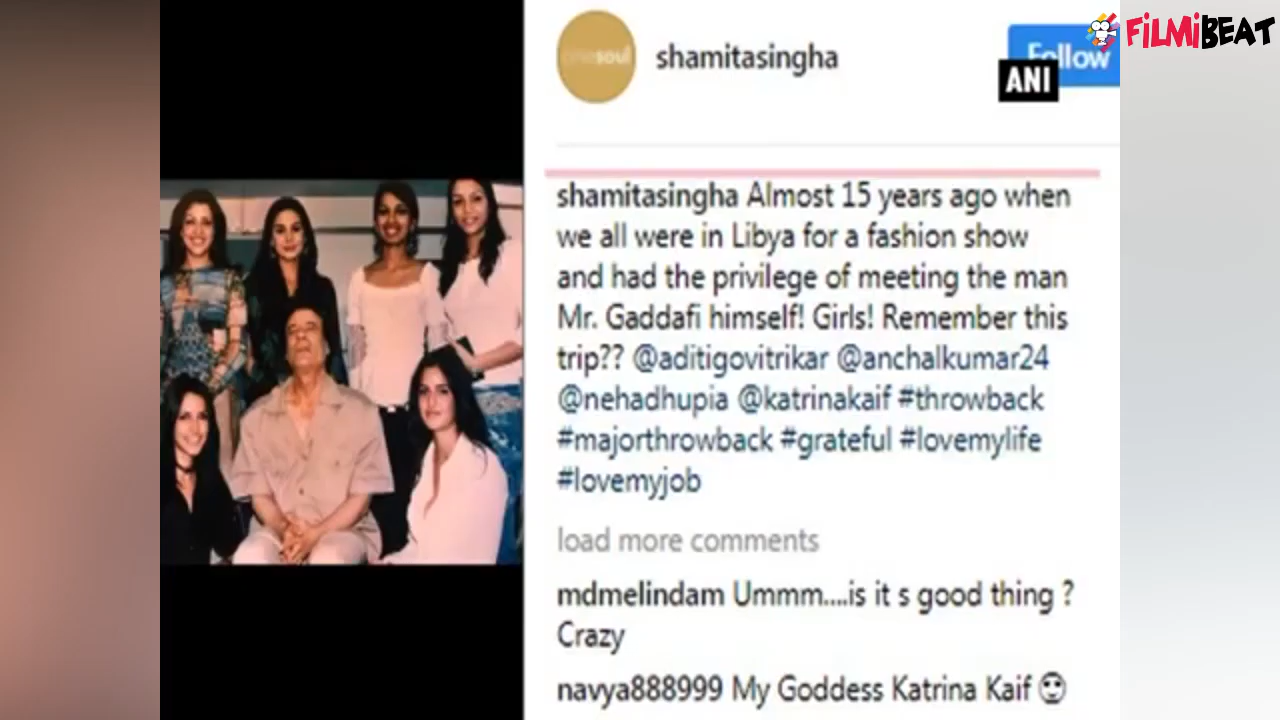 FILMIBEAT
shamitasingha
Follow
ANI
shamitasingha Almost 15 years ago when
we all were in Libya for a fashion show
and had the privilege of meeting the man
Mr. Gaddafi himself! Girls! Remember this
trip?? @aditigovitrikar @anchalkumar24
@nehadhupia @katrinakaif #throwback
#majorthrowback #grateful #lovemylife
#lovemyjob
load more comments
mdmelindam Ummm....is it s good thing ?
Crazy
navya888999 My Goddess Katrina Kaif 🙄